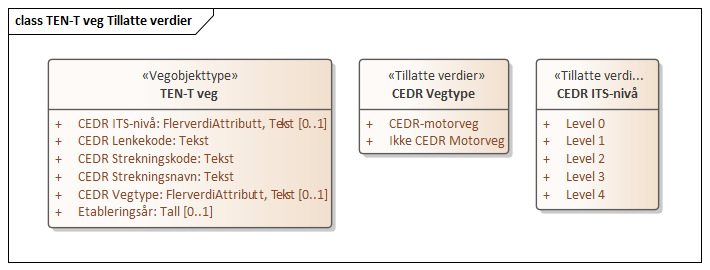 class TEN-T veg Tillatte verdier
«Vegobjekttype»
TEN-T veg
+ CEDR ITS-nivå: FlerverdiAttributt, Tekst [0..1]
+ CEDR Lenkekode: Tekst
+ CEDR Strekningskode: Tekst
+ CEDR Strekningsnavn: Tekst
+ CEDR Vegtype: FlerverdiAttributt, Tekst [0..1]
+ Etableringsår: Tall [0..1]
«Tillatte verdier»
CEDR Vegtype
+ CEDR-motorveg
+ Ikke CEDR Motorveg
«Tillatte verdi...
CEDR ITS-nivå
+ Level 0
+ Level 1
+ Level 2
+ Level 3
+ Level 4